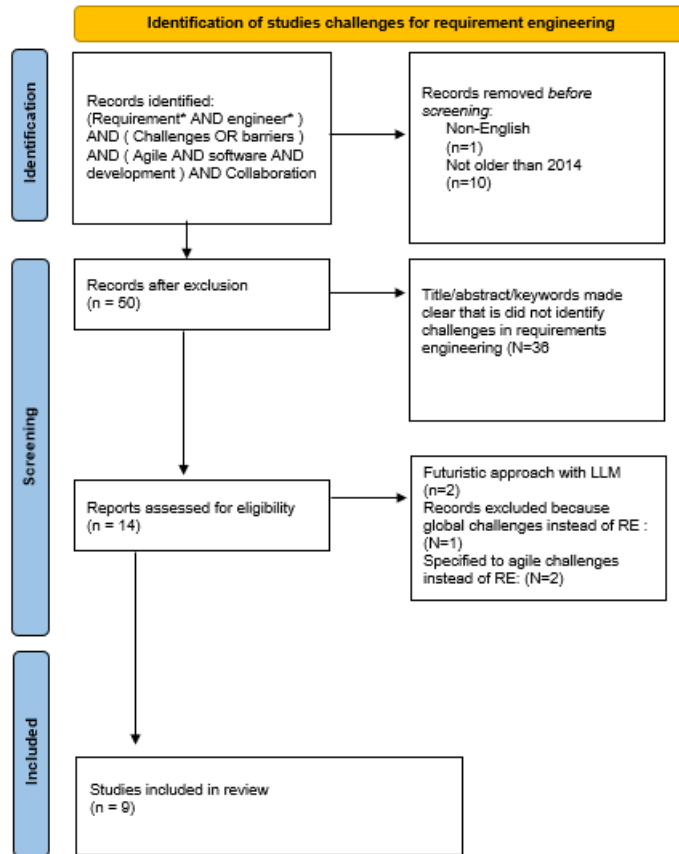 Identification of studies challenges for requirement engineering
Identification
Records identified:
(Requirement* AND engineer* )
AND ( Challenges OR barriers )
AND ( Agile AND software AND
development ) AND Collaboration
Records removed before
screening:
Non-English
(n=1)
Not older than 2014
(n=10)
Screening
Records after exclusion
(n = 50)
Title/abstract/keywords made
clear that is did not identify
challenges in requirements
engineering (N=36
Reports assessed for eligibility
(n = 14)
Futuristic approach with LLM
(n=2)
Records excluded because
global challenges instead of RE :
(N=1)
Specified to agile challenges
instead of RE: (N=2)
Included
Studies included in review
(n = 9)